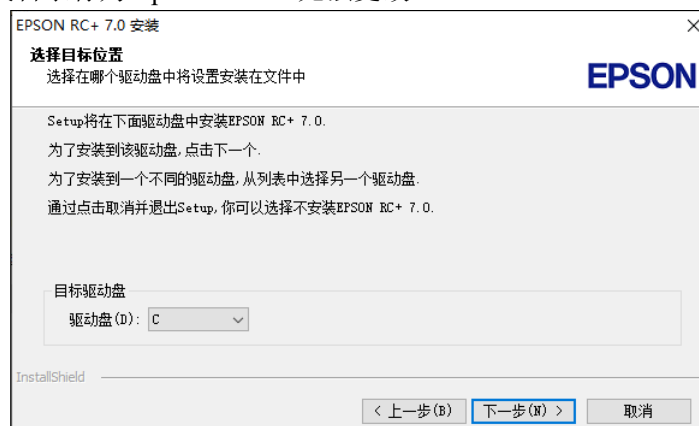 EPSON RC+ 7.0 安装
选择目标位置
选择在哪个驱动盘中将设置安装在文件中
EPSON
Setup将在下面驱动盘中安装EPSON RC+ 7.0.
为了安装到该驱动盘,点击下一个.
为了安装到一个不同的驱动盘,从列表中选择另一个驱动盘.
通过点击取消并退出Setup,你可以选择不安装EPSON RC+ 7.0.
目标驱动盘
驱动盘(D): C
InstallShield
< 上一步(B) 下一步(N) > 取消